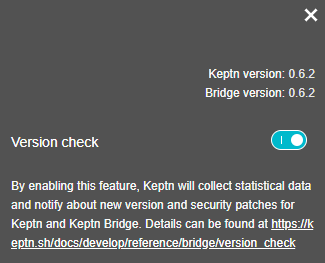 Keptn version: 0.6.2
Bridge version: 0.6.2
Version check
By enabling this feature, Keptn will collect statistical data
and notify about new version and security patches for
Keptn and Keptn Bridge. Details can be found at https://k
eptn.sh/docs/develop/reference/bridge/version_check